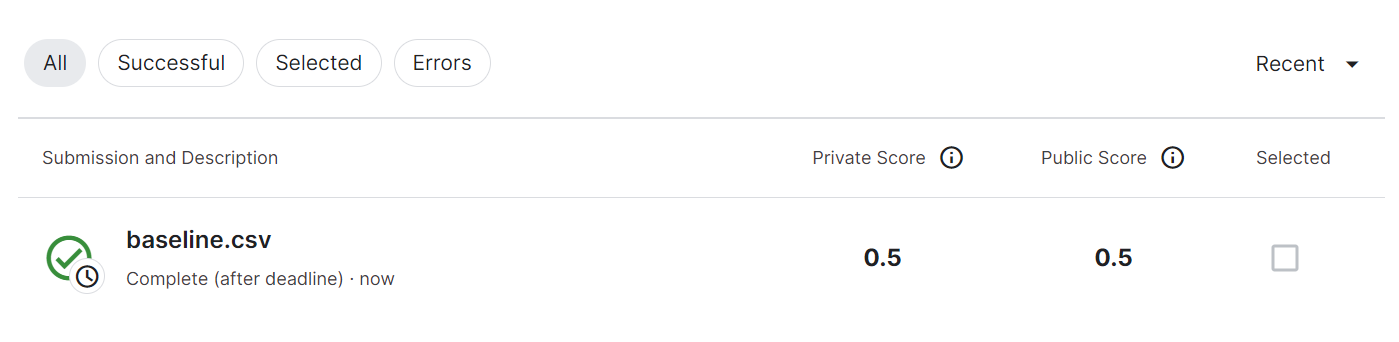 All Successful Selected Errors Recent
Submission and Description Private Score Public Score Selected
baseline.csv
Complete (after deadline) · now
0.5 0.5